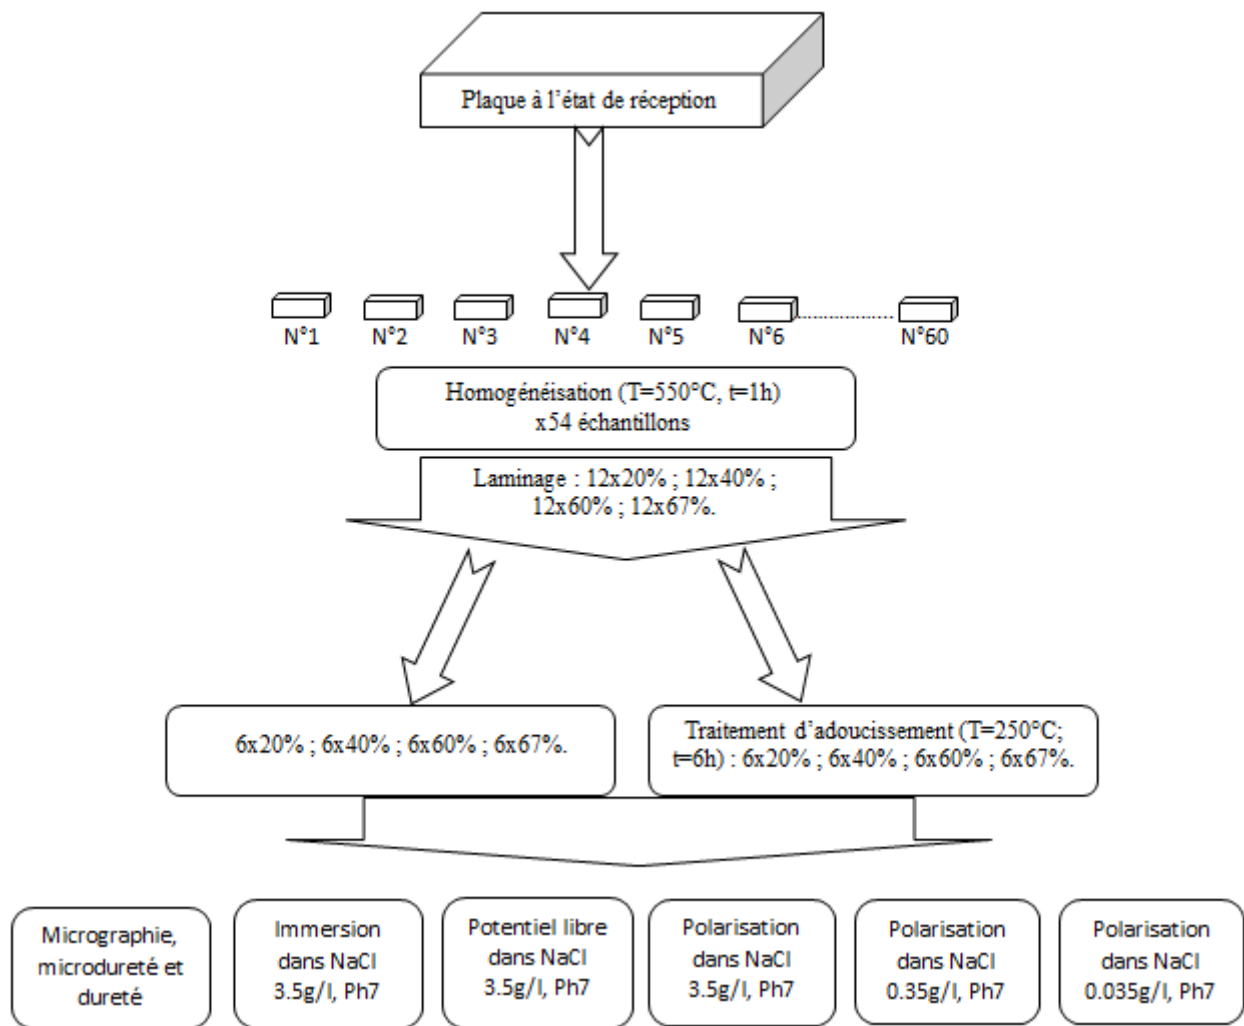 Plaque à l’état de réception
N°1 N°2 N°3 N°4 N°5 N°6 ................... N°60
Homogénéisation (T=550°C, t=1h)
x54 échantillons
Laminage : 12x20% ; 12x40% ;
12x60% ; 12x67%.
6x20% ; 6x40% ; 6x60% ; 6x67%.
Traitement d’adoucissement (T=250°C;
t=6h) : 6x20% ; 6x40% ; 6x60% ; 6x67%.
Micrographie,
microdureté et
dureté
Immersion
dans NaCl
3.5g/l, Ph7
Potentiel libre
dans NaCl
3.5g/l, Ph7
Polarisation
dans NaCl
3.5g/l, Ph7
Polarisation
dans NaCl
0.35g/l, Ph7
Polarisation
dans NaCl
0.035g/l, Ph7